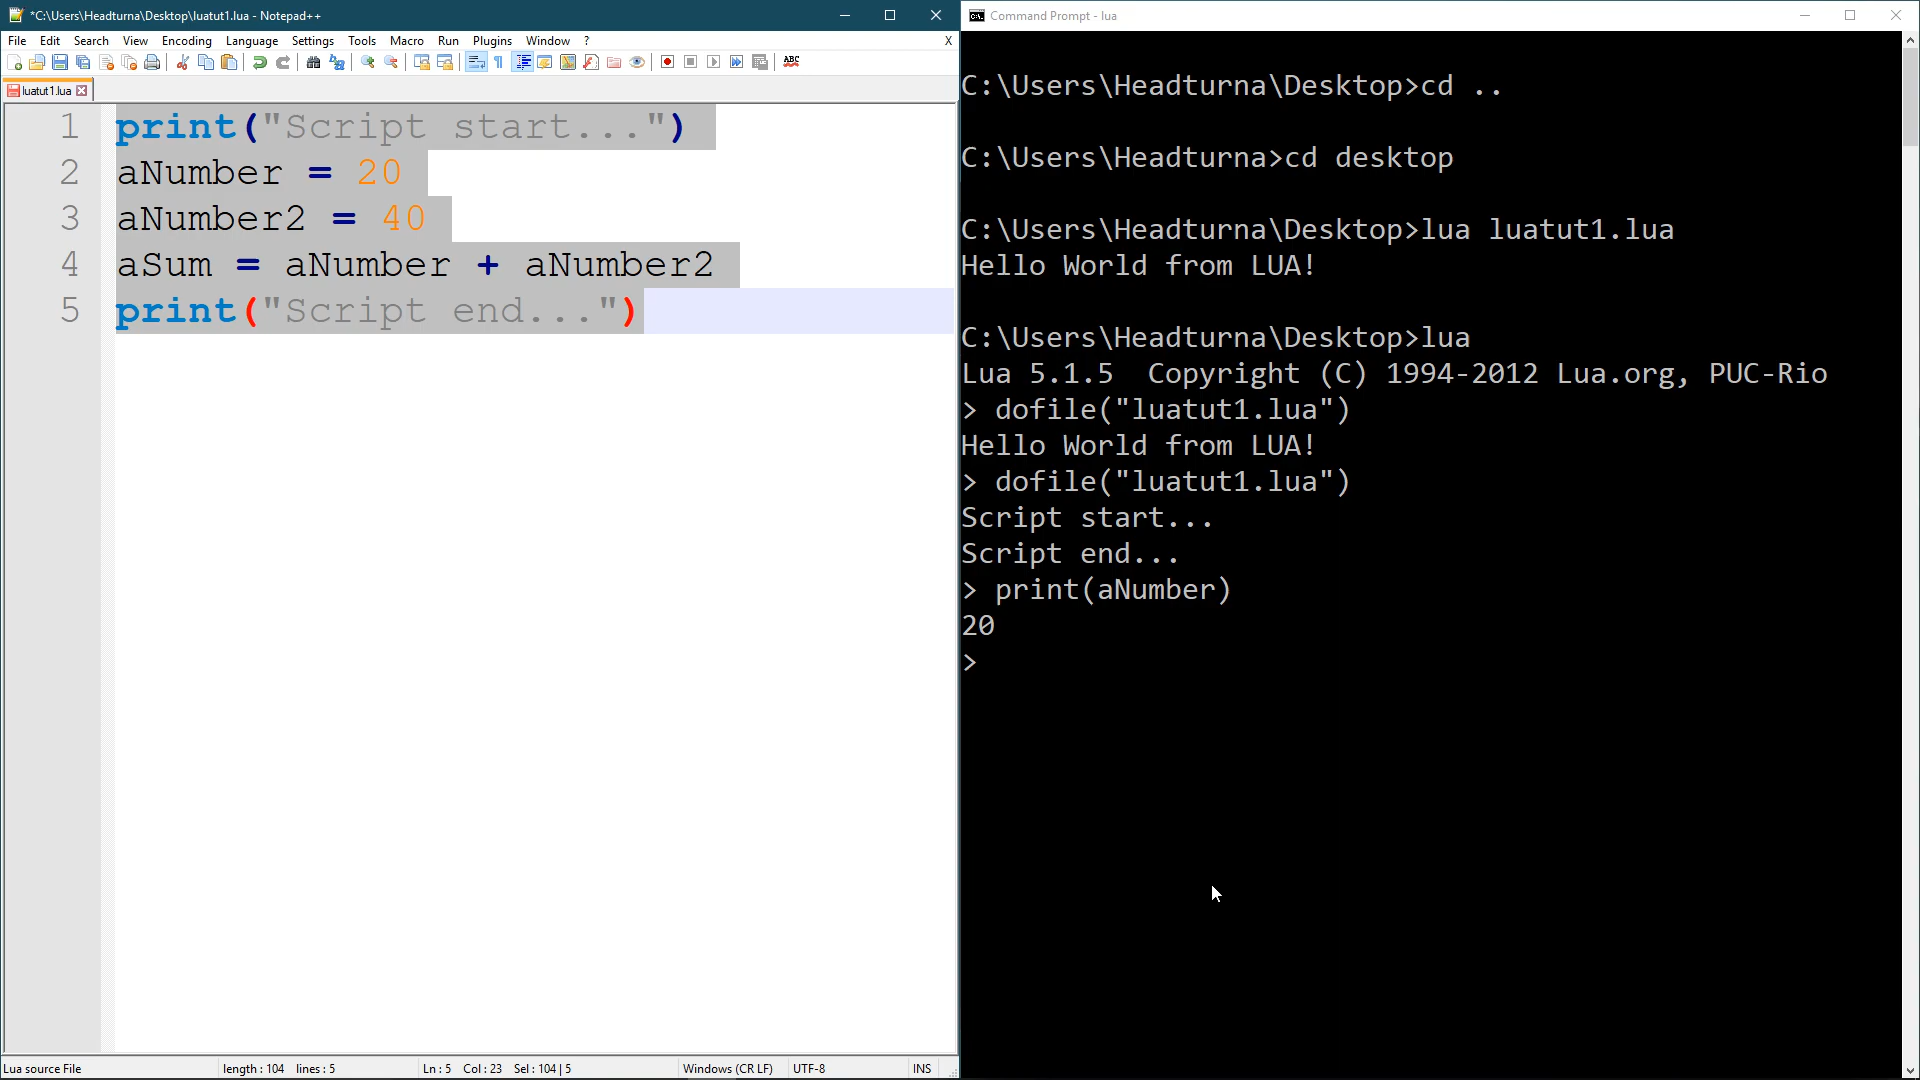 *C:\Users\Headturna\Desktop\luatut1.lua - Notepad++
File Edit Search View Encoding Language Settings Tools Macro Run Plugins Window ? X
ABC
luatut1.lua
1 print("Script start...")
2 aNumber = 20
3 aNumber2 = 40
4 aSum = aNumber + aNumber2
5 print("Script end...")
Lua source File length : 104 lines : 5 Ln : 5 Col : 23 Sel : 104 | 5 Windows (CR LF) UTF-8 INS
Command Prompt - lua
C:\Users\Headturna\Desktop>cd ..
C:\Users\Headturna>cd desktop
C:\Users\Headturna\Desktop>lua luatut1.lua
Hello World from LUA!
C:\Users\Headturna\Desktop>lua
Lua 5.1.5  Copyright (C) 1994-2012 Lua.org, PUC-Rio
> dofile("luatut1.lua")
Hello World from LUA!
> dofile("luatut1.lua")
Script start...
Script end...
> print(aNumber)
20
>